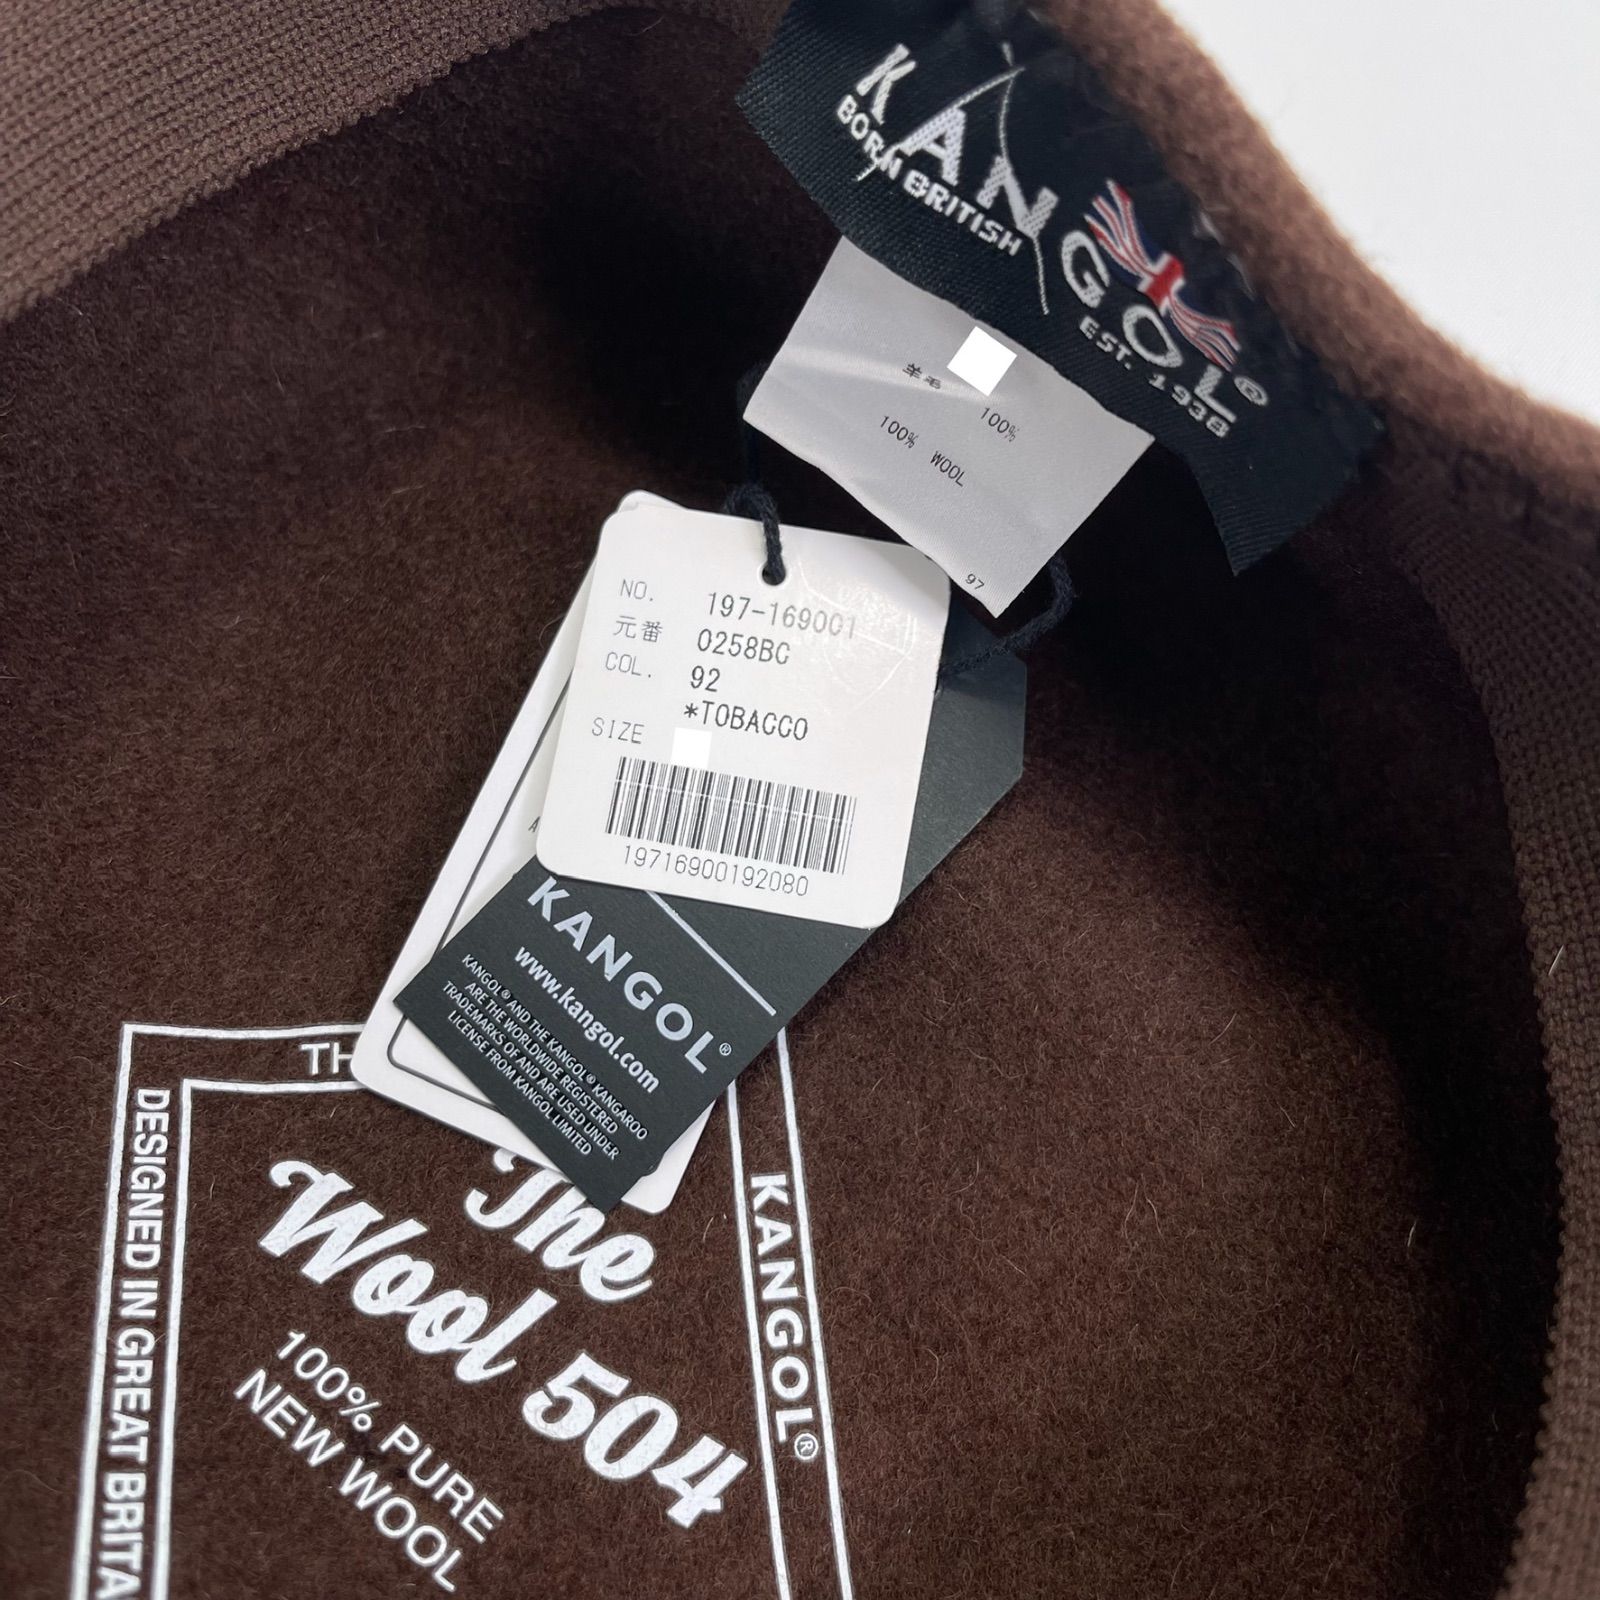 KANGOL®
BORN BRITISH
EST. 1938
羊毛 100%
100% WOOL
97
NO. 197-169001
元番 0258BC
COL. 92
*TOBACCO
SIZE
19716900192080
KANGOL®
www.kangol.com
KANGOL® AND THE KANGOL® KANGAROO
ARE THE WORLDWIDE REGISTERED
TRADEMARKS OF AND ARE USED UNDER
LICENSE FROM KANGOL LIMITED
DESIGNED IN GREAT BRITA
TH
KANGOL®
The
Wool 504
100% PURE
NEW WOOL